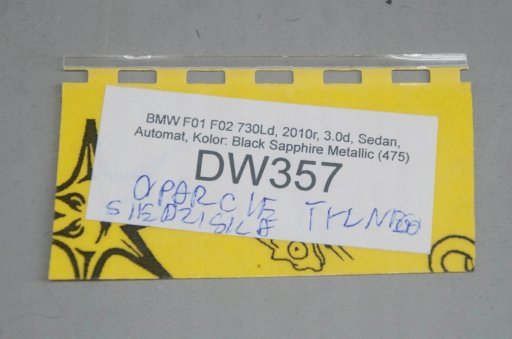 BMW F01 F02 730Ld, 2010r, 3.0d, Sedan,
Automat, Kolor: Black Sapphire Metallic (475)
DW357
OPARCIE
SIEDZISKA